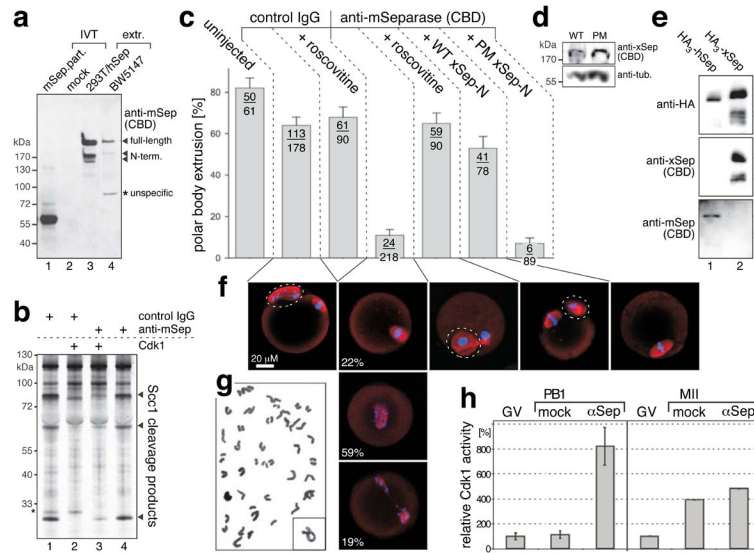 a
IVT
extr.
mSep.part.
mock
293T/hSep
BW5147
anti-mSep
(CBD)
kDa
full-length
170
N-term.
130
100
* unspecific
72
55
40
1 2 3 4
b
+ + control IgG
+ + anti-mSep
+ + Cdk1
130
kDa
100
72
55
40
33
*
Scc1 cleavage products
1 2 3 4
c
control IgG
anti-mSeparase (CBD)
uninjected
+ roscovitine
+ roscovitine
+ WT xSep-N
+ PM xSep-N
polar body extrusion [%]
80
60
40
20
0
50
61
113
178
61
90
24
218
59
90
41
78
6
89
d
WT PM
kDa
170
anti-xSep
(CBD)
55
anti-tub.
e
HA3-hSep
HA3-xSep
anti-HA
anti-xSep
(CBD)
anti-mSep
(CBD)
1 2
f
20 µM
22%
59%
19%
g
h
PB1
MII
GV mock αSep
GV mock αSep
relative Cdk1 activity
[%]
800
600
400
200
0